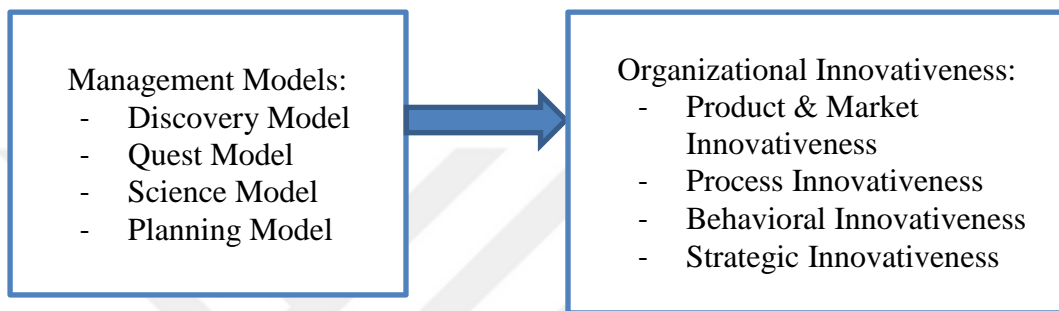 Management Models:
- Discovery Model
- Quest Model
- Science Model
- Planning Model
Organizational Innovativeness:
- Product & Market
Innovativeness
- Process Innovativeness
- Behavioral Innovativeness
- Strategic Innovativeness